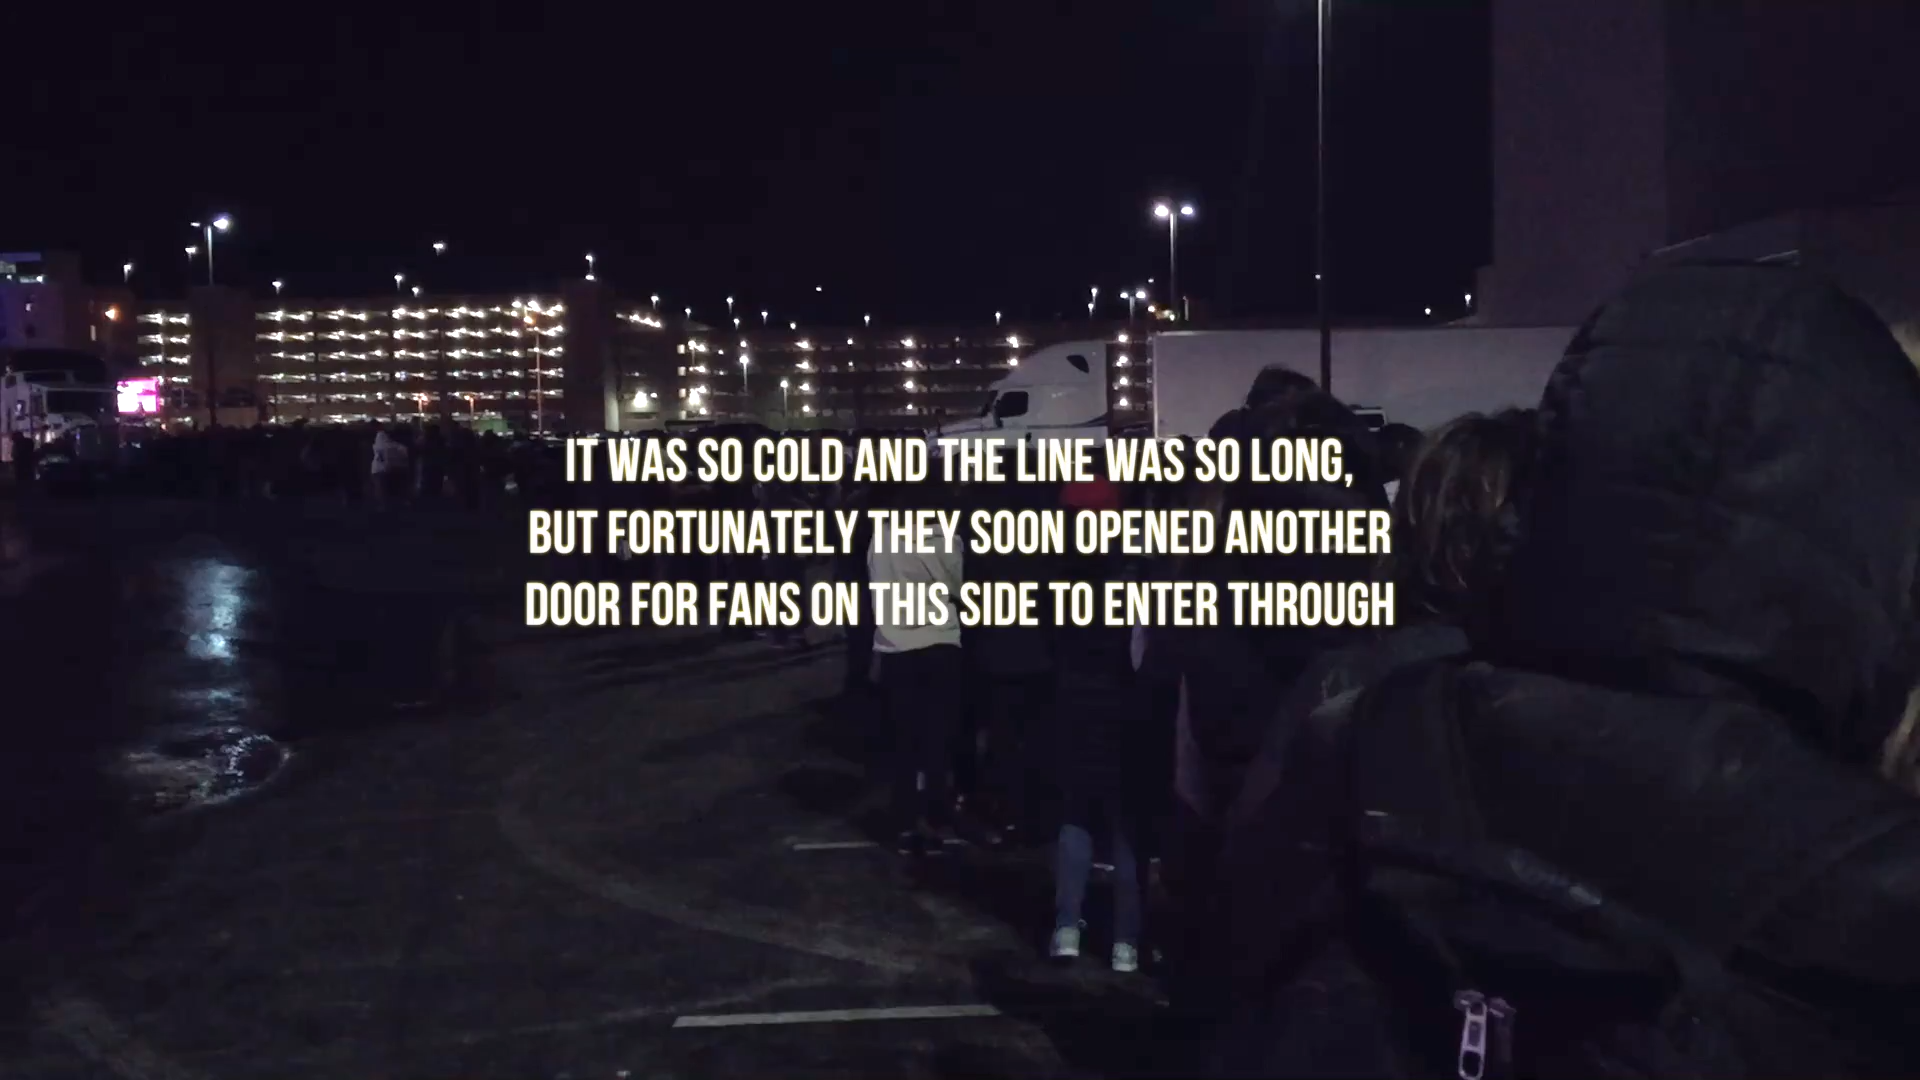 IT WAS SO COLD AND THE LINE WAS SO LONG,
BUT FORTUNATELY THEY SOON OPENED ANOTHER
DOOR FOR FANS ON THIS SIDE TO ENTER THROUGH